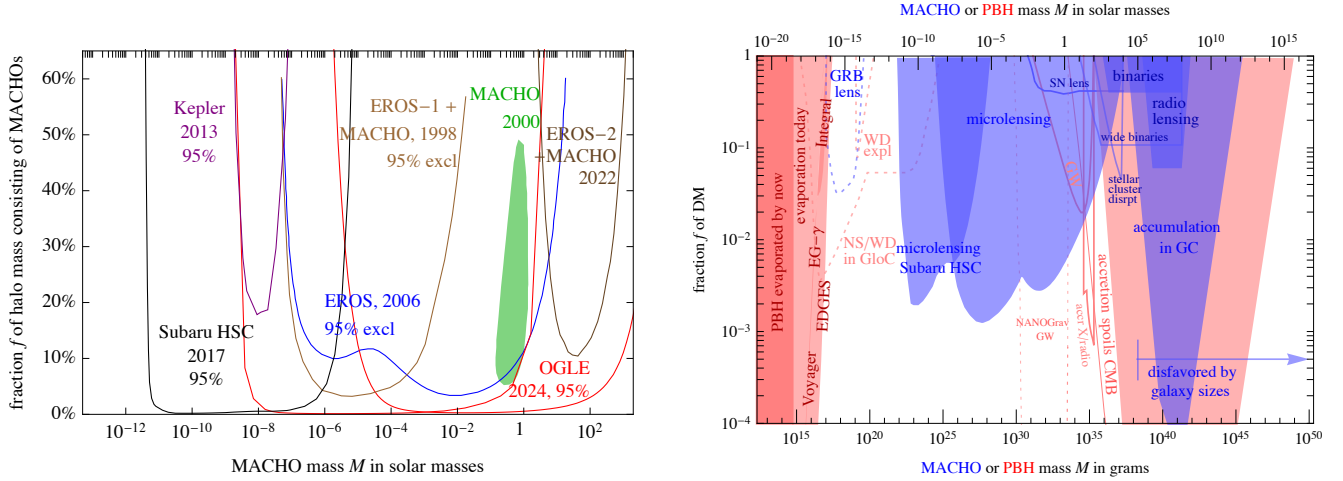 fraction f of halo mass consisting of MACHOs
60%
50%
40%
30%
20%
10%
0%
Kepler
2013
95%
EROS−1 +
MACHO, 1998
95% excl
MACHO
2000
EROS−2
+MACHO
2022
Subaru HSC
2017
95%
EROS, 2006
95% excl
OGLE
2024, 95%
10⁻¹² 10⁻¹⁰ 10⁻⁸ 10⁻⁶ 10⁻⁴ 10⁻² 1 10²
MACHO mass M in solar masses
MACHO or PBH mass M in solar masses
10⁻²⁰ 10⁻¹⁵ 10⁻¹⁰ 10⁻⁵ 1 10⁵ 10¹⁰ 10¹⁵
fraction f of DM
1
10⁻¹
10⁻²
10⁻³
10⁻⁴
PBH evaporated by now
evaporation today
Voyager
Integral
EG−γ
EDGES
GRB
lens
WD
expl
NS/WD
in GloC
microlensing
Subaru HSC
microlensing
SN lens
binaries
radio
lensing
wide binaries
stellar
cluster
disrpt
accumulation
in GC
NANOGrav
GW
accr X/radio
accretion spoils CMB
disfavored by
galaxy sizes
10¹⁵ 10²⁰ 10²⁵ 10³⁰ 10³⁵ 10⁴⁰ 10⁴⁵ 10⁵⁰
MACHO or PBH mass M in grams